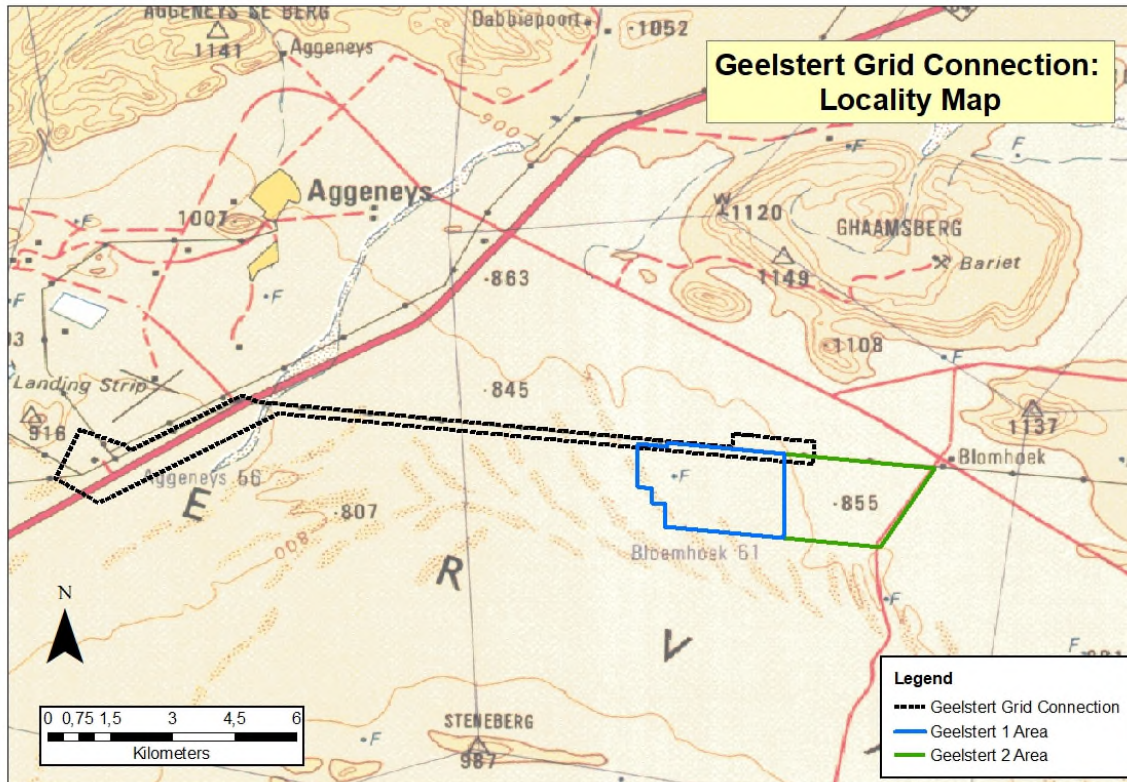 AGGENEYS SE BERG
1141
Aggeneys
Dabbiepoort
1052
Geelstert Grid Connection:
Locality Map
900
F
F
Aggeneys
1007
F
W
1120
GHAAMSBERG
1149
Bariet
863
F
F
1108
F
Landing Strip
916
845
1137
Blomhoek
Aggeneys 56
E
807
F
855
800
Bloemhoek 61
R
F
V
N
F
0 0,75 1,5 3 4,5 6
Kilometers
STENEBERG
F
987
Legend
Geelstert Grid Connection
Geelstert 1 Area
Geelstert 2 Area